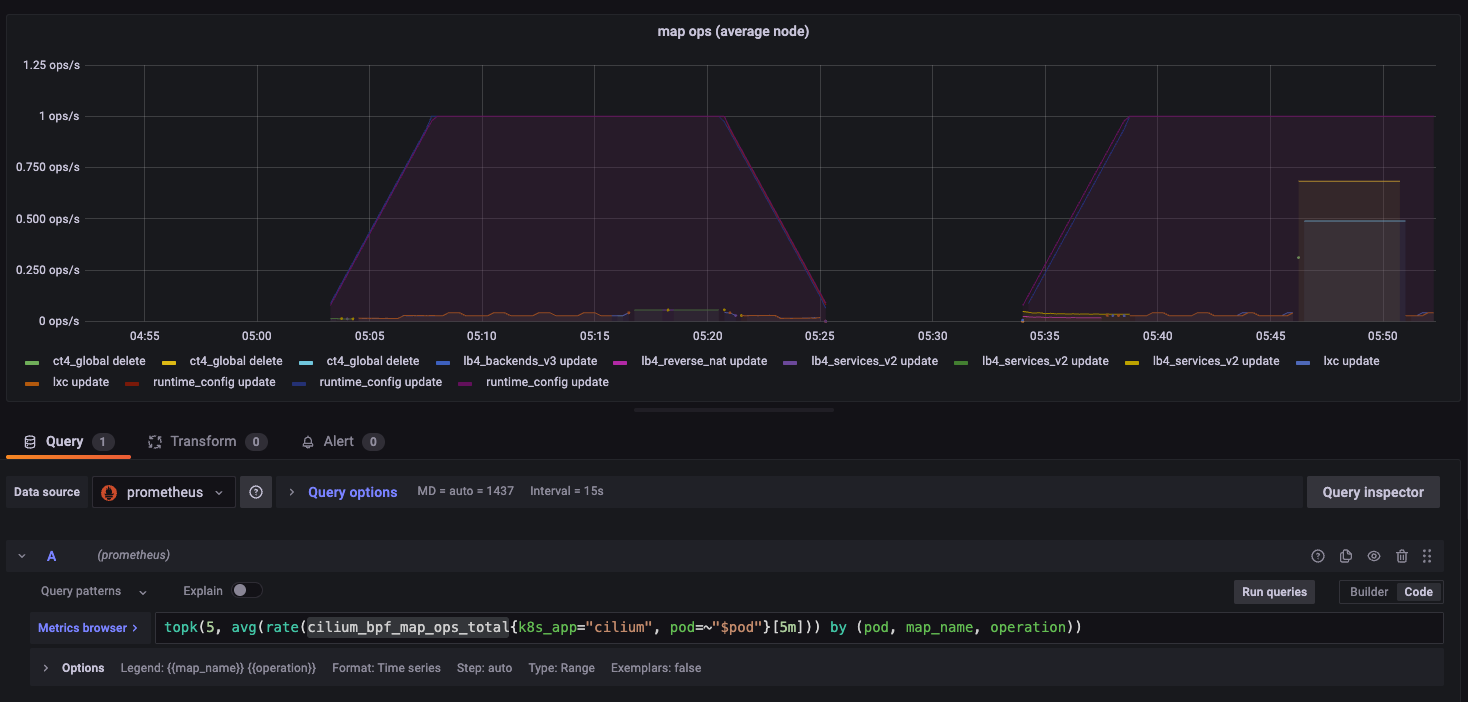 map ops (average node)
1.25 ops/s
1 ops/s
0.750 ops/s
0.500 ops/s
0.250 ops/s
0 ops/s
04:55 05:00 05:05 05:10 05:15 05:20 05:25 05:30 05:35 05:40 05:45 05:50
ct4_global delete ct4_global delete ct4_global delete lb4_backends_v3 update lb4_reverse_nat update lb4_services_v2 update lb4_services_v2 update lb4_services_v2 update lxc update
lxc update runtime_config update runtime_config update runtime_config update
Query 1 Transform 0 Alert 0
Data source prometheus Query options MD = auto = 1437 Interval = 15s Query inspector
A (prometheus)
Query patterns Explain Run queries Builder Code
Metrics browser > topk(5, avg(rate(cilium_bpf_map_ops_total{k8s_app="cilium", pod=~"$pod"}[5m])) by (pod, map_name, operation))
> Options Legend: {{map_name}} {{operation}} Format: Time series Step: auto Type: Range Exemplars: false